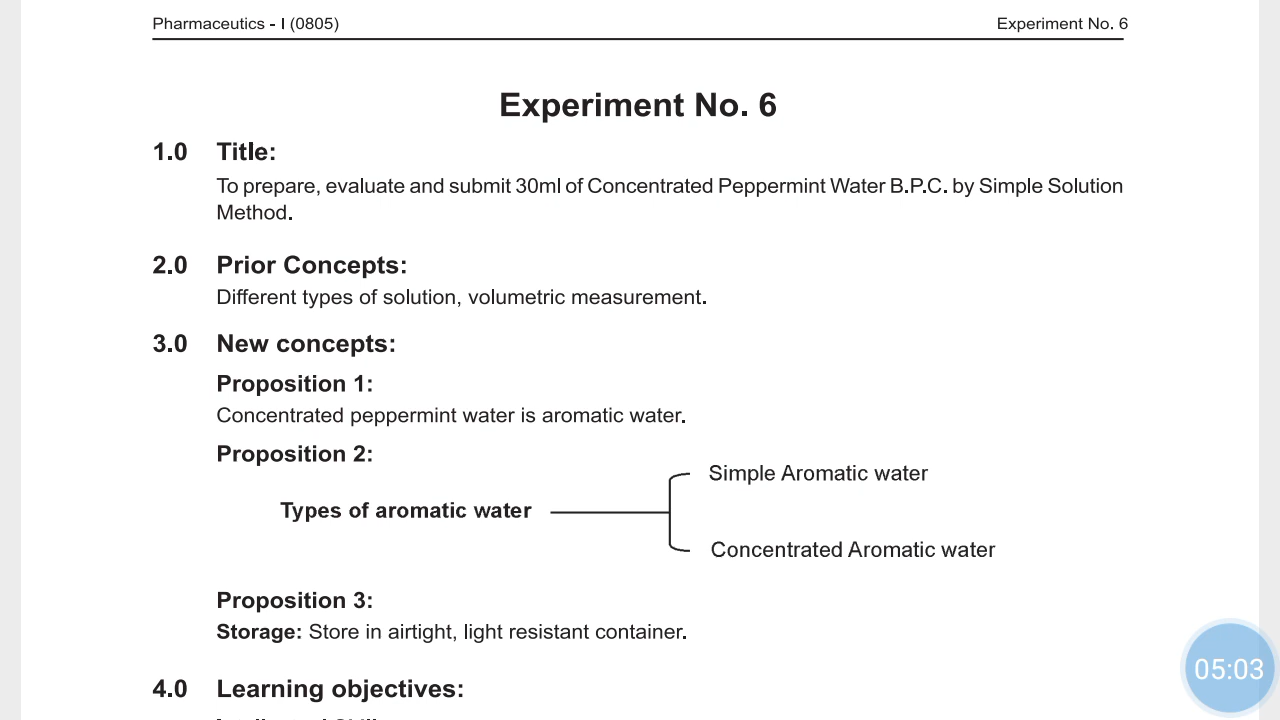 Pharmaceutics - I (0805) Experiment No. 6
Experiment No. 6
1.0 Title:
To prepare, evaluate and submit 30ml of Concentrated Peppermint Water B.P.C. by Simple Solution
Method.
2.0 Prior Concepts:
Different types of solution, volumetric measurement.
3.0 New concepts:
Proposition 1:
Concentrated peppermint water is aromatic water.
Proposition 2:
Simple Aromatic water
Types of aromatic water
Concentrated Aromatic water
Proposition 3:
Storage: Store in airtight, light resistant container.
05:03
4.0 Learning objectives: